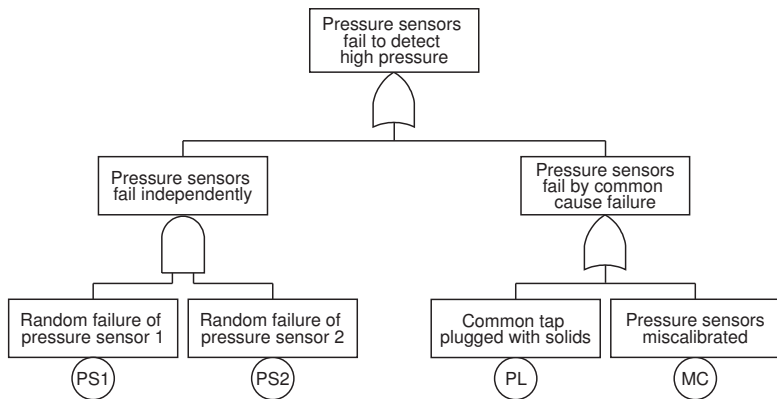 Pressure sensors
fail to detect
high pressure
Pressure sensors
fail independently
Pressure sensors
fail by common
cause failure
Random failure of
pressure sensor 1
Random failure of
pressure sensor 2
Common tap
plugged with solids
Pressure sensors
miscalibrated
PS1
PS2
PL
MC